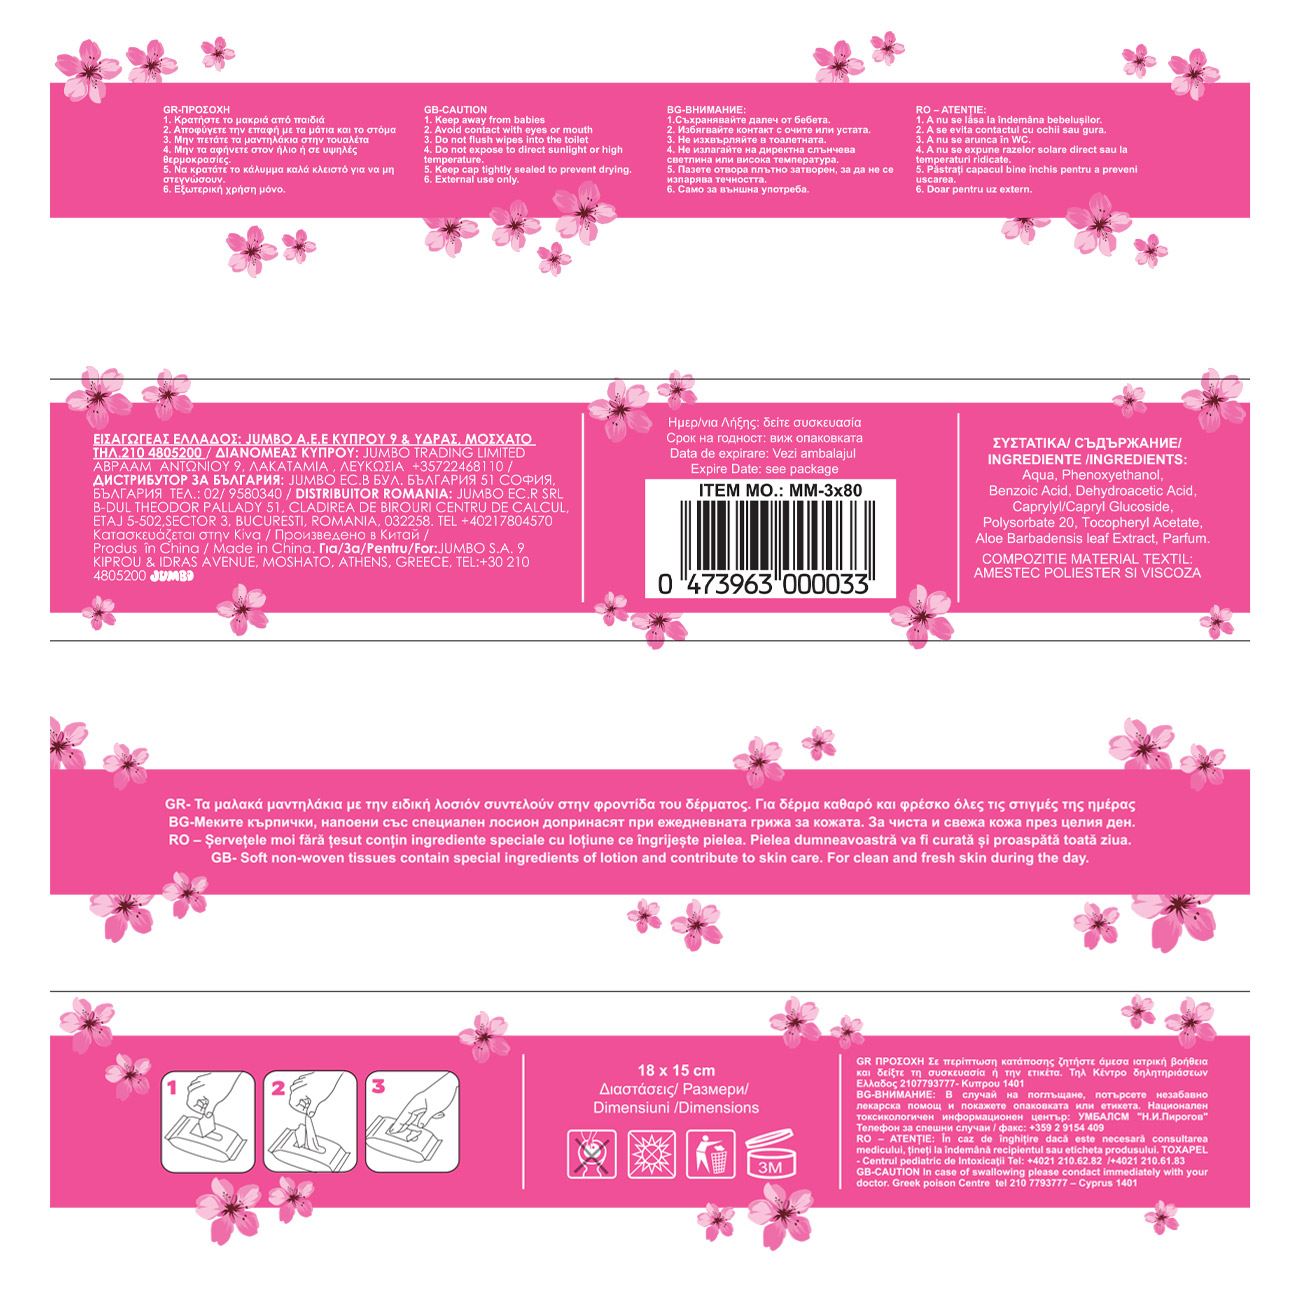 GR-ΠΡΟΣΟΧΗ
1. Κρατήστε το μακριά από παιδιά
2. Αποφύγετε την επαφή με τα μάτια και το στόμα
3. Μην πετάτε τα μαντηλάκια στην τουαλέτα
4. Μην τα αφήνετε στον ήλιο ή σε υψηλές
θερμοκρασίες.
5. Να κρατάτε το κάλυμμα καλά κλειστό για να μη
στεγνώσουν.
6. Εξωτερική χρήση μόνο.
GB-CAUTION
1. Keep away from babies
2. Avoid contact with eyes or mouth
3. Do not flush wipes into the toilet
4. Do not expose to direct sunlight or high
temperature.
5. Keep cap tightly sealed to prevent drying.
6. External use only.
BG-ВНИМАНИЕ:
1.Съхранявайте далеч от бебета.
2. Избягвайте контакт с очите или устата.
3. Не изхвърляйте в тоалетната.
4. Не излагайте на директна слънчева
светлина или висока температура.
5. Пазете отвора плътно затворен, за да не се
изпарява течността.
6. Само за външна употреба.
RO – ATENȚIE:
1. A nu se lăsa la îndemâna bebelușilor.
2. A se evita contactul cu ochii sau gura.
3. A nu se arunca în WC.
4. A nu se expune razelor solare direct sau la
temperaturi ridicate.
5. Păstrați capacul bine închis pentru a preveni
uscarea.
6. Doar pentru uz extern.
ΕΙΣΑΓΩΓΕΑΣ ΕΛΛΑΔΟΣ: JUMBO A.E.E ΚΥΠΡΟΥ 9 & ΥΔΡΑΣ, ΜΟΣΧΑΤΟ
ΤΗΛ.210 4805200 / ΔΙΑΝΟΜΕΑΣ ΚΥΠΡΟΥ: JUMBO TRADING LIMITED
ΑΒΡΑΑΜ ΑΝΤΩΝΙΟΥ 9, ΛΑΚΑΤΑΜΙΑ , ΛΕΥΚΩΣΙΑ +35722468110 /
ДИСТРИБУТОР ЗА БЪЛГАРИЯ: JUMBO EC.B БУЛ. БЪЛГАРИЯ 51 СОФИЯ,
БЪЛГАРИЯ ТЕЛ.: 02/ 9580340 / DISTRIBUITOR ROMANIA: JUMBO EC.R SRL
B-DUL THEODOR PALLADY 51, CLADIREA DE BIROURI CENTRU DE CALCUL,
ETAJ 5-502,SECTOR 3, BUCURESTI, ROMANIA, 032258. TEL +40217804570
Κατασκευάζεται στην Κίνα / Произведено в Китай /
Produs în China / Made in China. Για/За/Pentru/For:JUMBO S.A. 9
KIPROU & IDRAS AVENUE, MOSHATO, ATHENS, GREECE, TEL:+30 210
4805200 JUMBO
Ημερ/νια Λήξης: δείτε συσκευασία
Срок на годност: виж опаковката
Data de expirare: Vezi ambalajul
Expire Date: see package
ITEM MO.: MM-3x80
0 473963 000033
ΣΥΣΤΑΤΙΚΑ/ СЪДЪРЖАНИЕ/
INGREDIENTE /INGREDIENTS:
Aqua, Phenoxyethanol,
Benzoic Acid, Dehydroacetic Acid,
Caprylyl/Capryl Glucoside,
Polysorbate 20, Tocopheryl Acetate,
Aloe Barbadensis leaf Extract, Parfum.
COMPOZITIE MATERIAL TEXTIL:
AMESTEC POLIESTER SI VISCOZA
GR- Τα μαλακά μαντηλάκια με την ειδική λοσιόν συντελούν στην φροντίδα του δέρματος. Για δέρμα καθαρό και φρέσκο όλες τις στιγμές της ημέρας
BG-Меките кърпички, напоени със специален лосион допринасят при ежедневната грижа за кожата. За чиста и свежа кожа през целия ден.
RO – Șervețele moi fără țesut conțin ingrediente speciale cu loțiune ce îngrijește pielea. Pielea dumneavoastră va fi curată și proaspătă toată ziua.
GB- Soft non-woven tissues contain special ingredients of lotion and contribute to skin care. For clean and fresh skin during the day.
1 2 3
18 x 15 cm
Διαστάσεις/ Размери/
Dimensiuni /Dimensions
3M
GR ΠΡΟΣΟΧΗ Σε περίπτωση κατάποσης ζητήστε άμεσα ιατρική βοήθεια
και δείξτε τη συσκευασία ή την ετικέτα. Τηλ Κέντρο δηλητηριάσεων
Ελλαδος 2107793777- Κυπρου 1401
BG-ВНИМАНИЕ: В случай на поглъщане, потърсете незабавно
лекарска помощ и покажете опаковката или етикета. Национален
токсикологичен информационен център: УМБАЛСМ "Н.И.Пирогов"
Телефон за спешни случаи / факс: +359 2 9154 409
RO – ATENȚIE: În caz de înghițire dacă este necesară consultarea
medicului, țineți la îndemână recipientul sau eticheta produsului. TOXAPEL
- Centrul pediatric de Intoxicații Tel: +4021 210.62.82 /+4021 210.61.83
GB-CAUTION In case of swallowing please condact immediately with your
doctor. Greek poison Centre tel 210 7793777 – Cyprus 1401